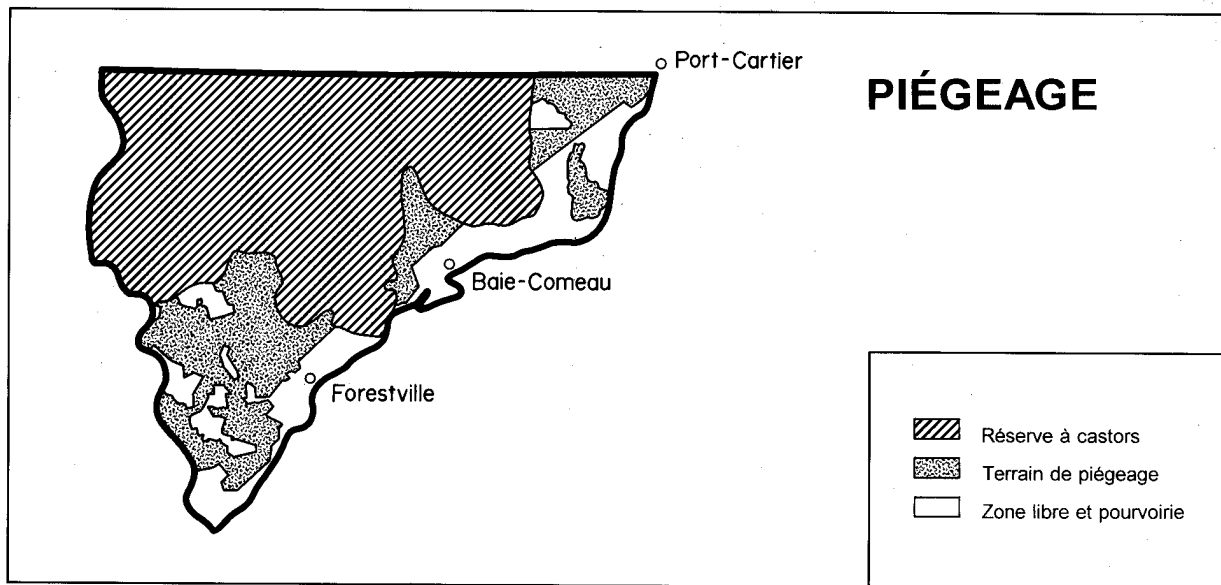 Port-Cartier
PIÉGEAGE
Baie-Comeau
Forestville
Réserve à castors
Terrain de piégeage
Zone libre et pourvoirie